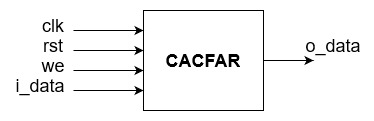 clk
rst
we
i_data
CACFAR
o_data